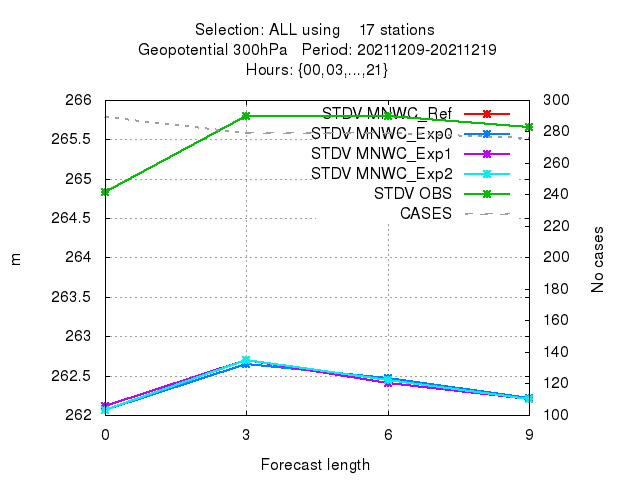 Selection: ALL using 17 stations
Geopotential 300hPa Period: 20211209-20211219
Hours: {00,03,...,21}
266 300
STDV MNWC_Ref
265.5 280
STDV MNWC_Exp0
STDV MNWC_Exp1
260
265
STDV MNWC_Exp2
240
STDV OBS
264.5 220
CASES
264 200
m
No cases
263.5 180
263 160
140
262.5 120
262 100
0 3 6 9
Forecast length